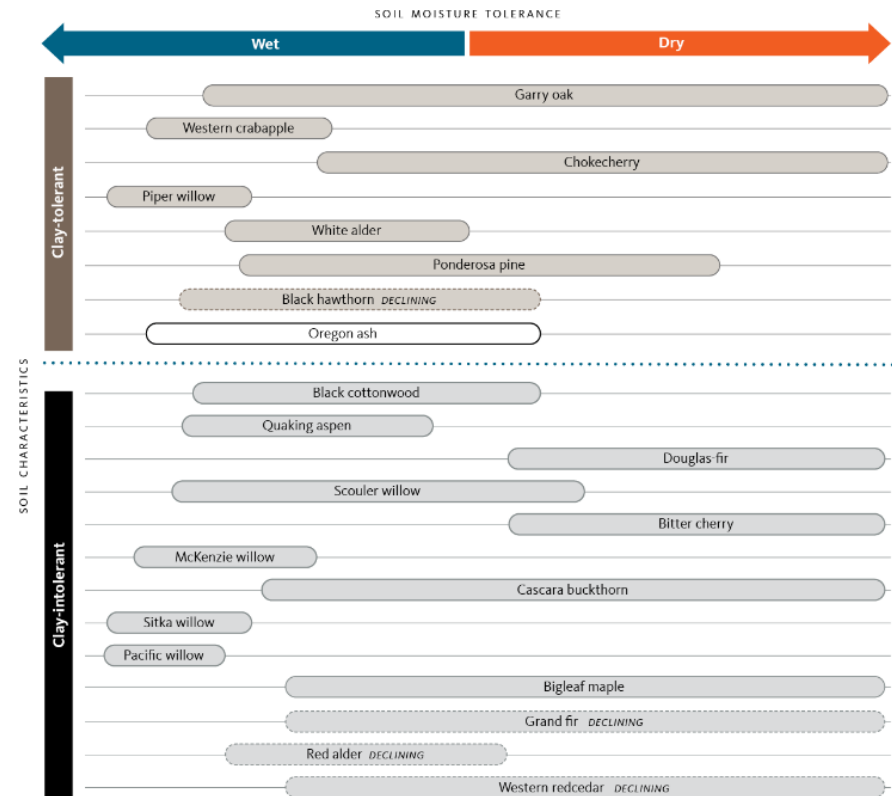 SOIL MOISTURE TOLERANCE
Wet
Dry
SOIL CHARACTERISTICS
Clay-tolerant
Garry oak
Western crabapple
Chokecherry
Piper willow
White alder
Ponderosa pine
Black hawthorn DECLINING
Oregon ash
Clay-intolerant
Black cottonwood
Quaking aspen
Douglas-fir
Scouler willow
Bitter cherry
McKenzie willow
Cascara buckthorn
Sitka willow
Pacific willow
Bigleaf maple
Grand fir DECLINING
Red alder DECLINING
Western redcedar DECLINING